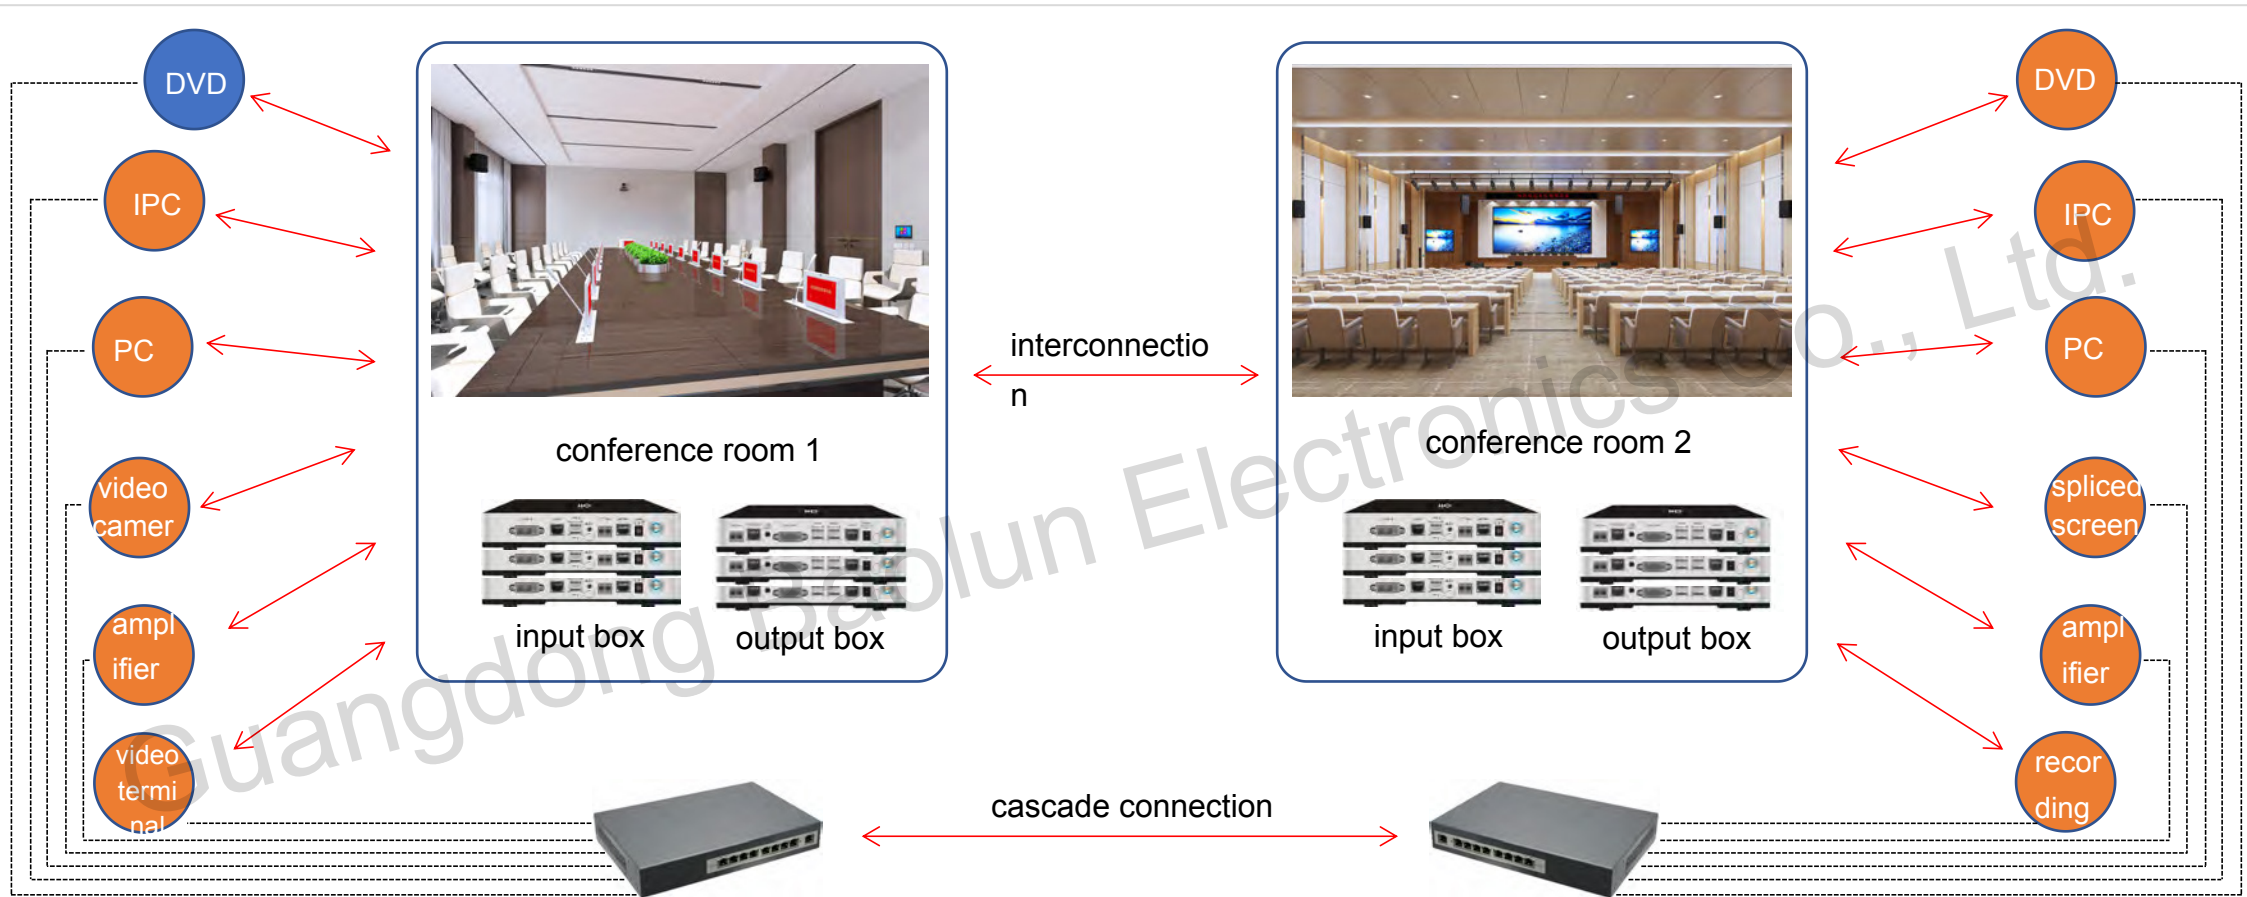 DVD
IPC
PC
video
camer
ampl
ifier
video
termi
nal
conference room 1
input box
output box
interconnectio
n
conference room 2
input box
output box
cascade connection
DVD
IPC
PC
spliced
screen
ampl
ifier
recor
ding
Guangdong Baolun Electronics Co., Ltd.